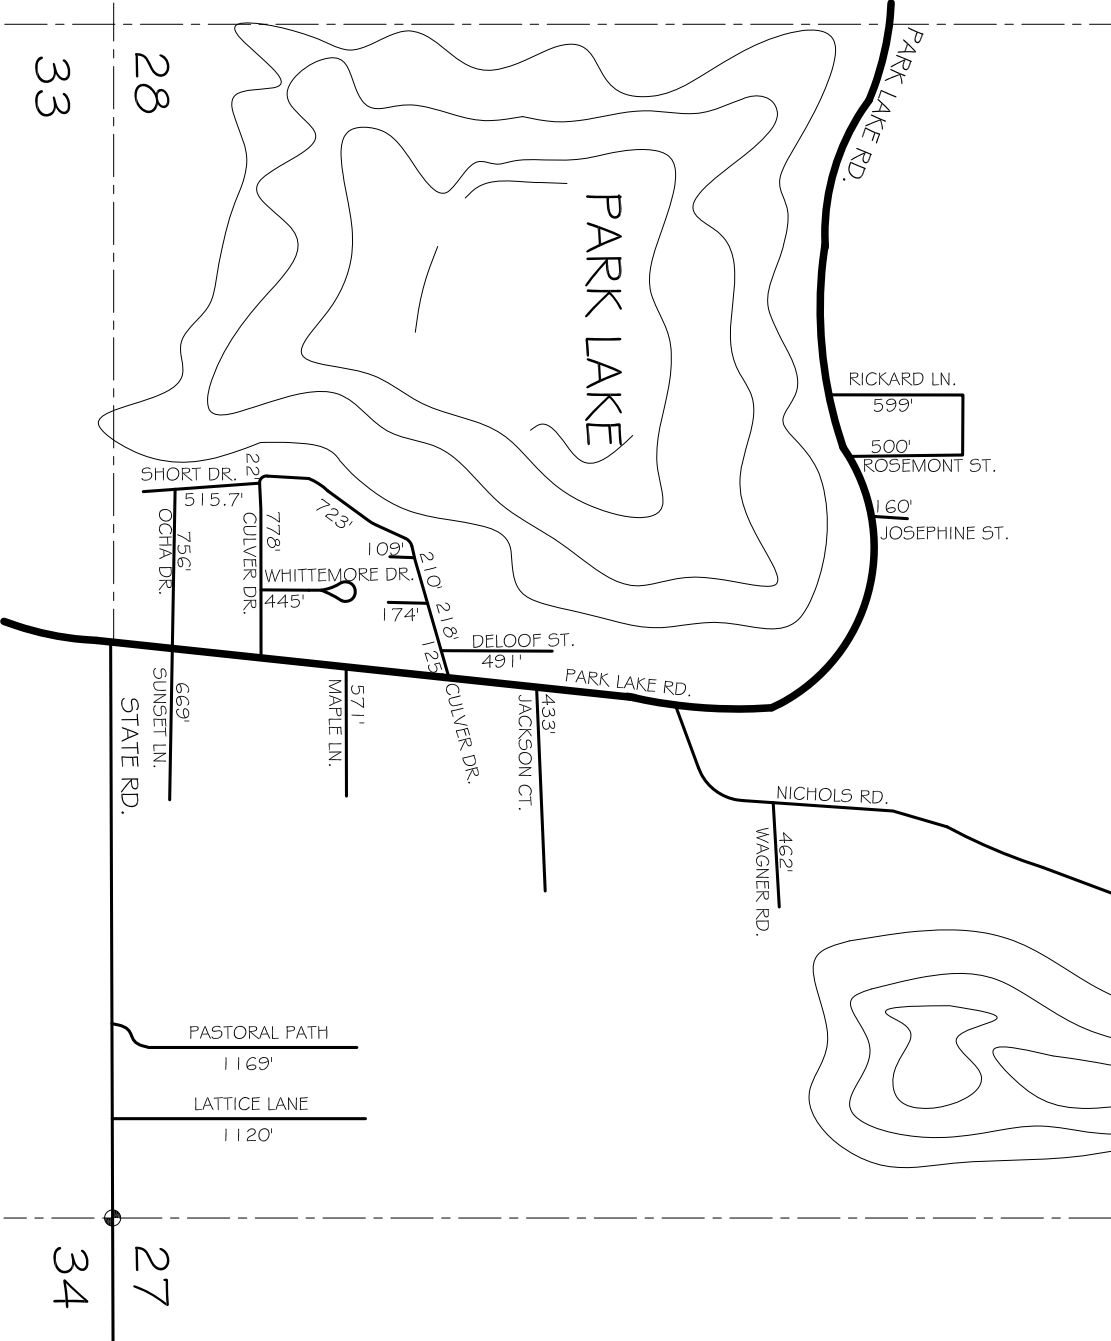 33
28
PARK LAKE RD.
PARK LAKE
RICKARD LN.
599'
500'
ROSEMONT ST.
160'
JOSEPHINE ST.
SHORT DR.
22'
515.7'
OCHA DR.
756'
CULVER DR.
778'
723'
109'
210'
WHITTEMORE DR.
445'
174'
218'
125'
DELOOF ST.
491'
PARK LAKE RD.
SUNSET LN.
669'
STATE RD.
MAPLE LN.
571'
CULVER DR.
JACKSON CT.
433'
NICHOLS RD.
WAGNER RD.
462'
PASTORAL PATH
1169'
LATTICE LANE
1120'
34
27